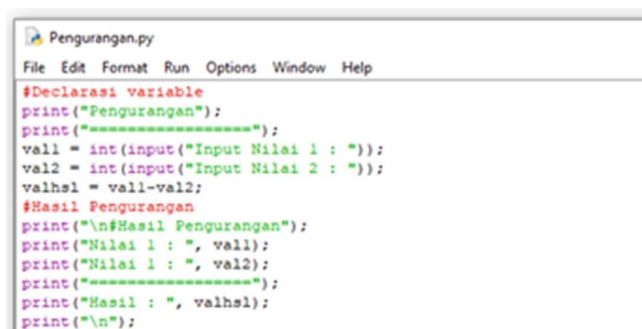 Pengurangan.py
File Edit Format Run Options Window Help
#Declarasi variable
print("Pengurangan");
print("=================");
val1 = int(input("Input Nilai 1 : "));
val2 = int(input("Input Nilai 2 : "));
valhsl = val1-val2;
#Hasil Pengurangan
print("\n#Hasil Pengurangan");
print("Nilai 1 : ", val1);
print("Nilai 1 : ", val2);
print("=================");
print("Hasil : ", valhsl);
print("\n");